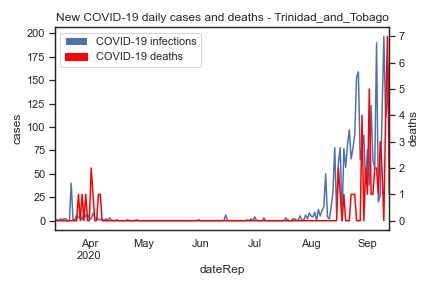 New COVID-19 daily cases and deaths - Trinidad_and_Tobago
COVID-19 infections
COVID-19 deaths
200
175
150
125
100
75
50
25
0
cases
7
6
5
4
3
2
1
0
deaths
Apr May Jun Jul Aug Sep
2020
dateRep